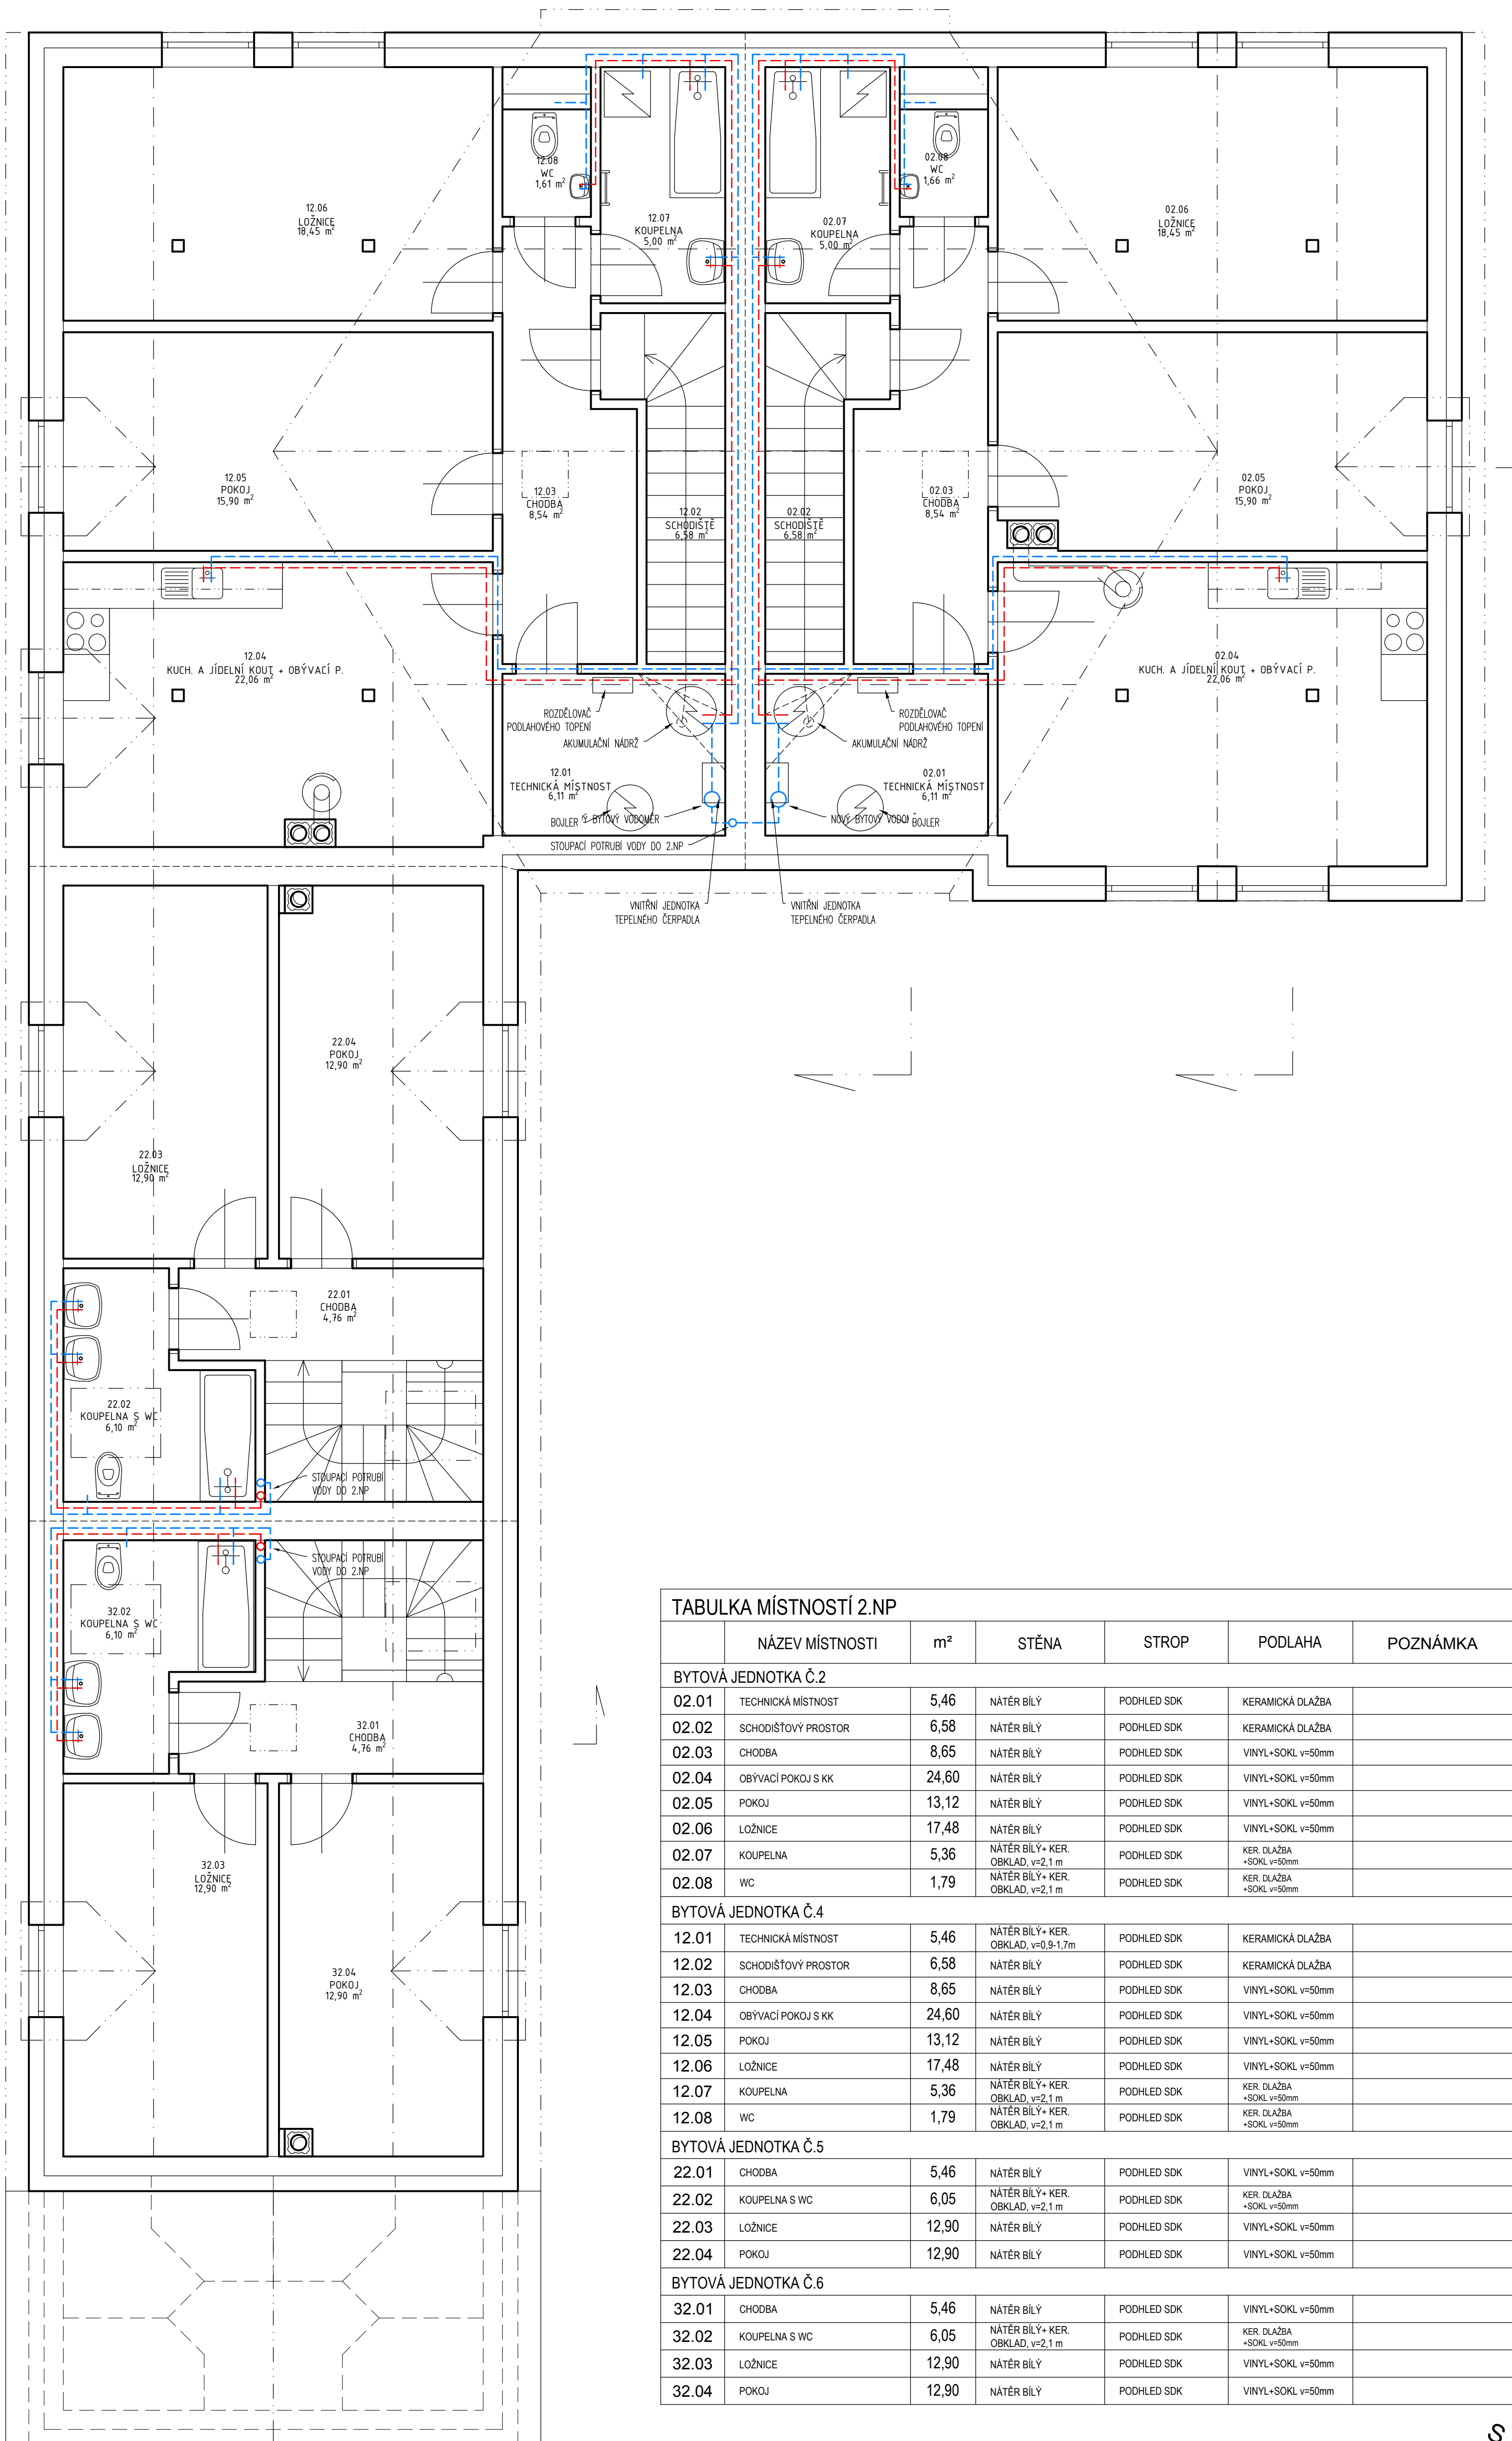 12.08
WC
1,61 m²
02.08
WC
1,66 m²
12.06
LOŽNICE
18,45 m²
12.07
KOUPELNA
5,00 m²
02.07
KOUPELNA
5,00 m²
02.06
LOŽNICE
18,45 m²
12.05
POKOJ
15,90 m²
12.03
CHODBA
8,54 m²
12.02
SCHODIŠTĚ
6,58 m²
02.02
SCHODIŠTĚ
6,58 m²
02.03
CHODBA
8,54 m²
02.05
POKOJ
15,90 m²
12.04
KUCH. A JÍDELNÍ KOUT + OBÝVACÍ P.
22,06 m²
02.04
KUCH. A JÍDELNÍ KOUT + OBÝVACÍ P.
22,06 m²
ROZDĚLOVAČ
PODLAHOVÉHO TOPENÍ
AKUMULAČNÍ NÁDRŽ
ROZDĚLOVAČ
PODLAHOVÉHO TOPENÍ
AKUMULAČNÍ NÁDRŽ
12.01
TECHNICKÁ MÍSTNOST
6,11 m²
02.01
TECHNICKÁ MÍSTNOST
6,11 m²
BOJLER
BYTOVÝ VODOMĚR
NOVÝ BYTOVÝ
BOJLER
STOUPACÍ POTRUBÍ VODY DO 2.NP
VNITŘNÍ JEDNOTKA
TEPELNÉHO ČERPADLA
VNITŘNÍ JEDNOTKA
TEPELNÉHO ČERPADLA
22.04
POKOJ
12,90 m²
22.03
LOŽNICE
12,90 m²
22.01
CHODBA
4,76 m²
22.02
KOUPELNA S WC
6,10 m²
STOUPACÍ POTRUBÍ
VODY DO 2.NP
STOUPACÍ POTRUBÍ
VODY DO 2.NP
32.02
KOUPELNA S WC
6,10 m²
32.01
CHODBA
4,76 m²
32.03
LOŽNICE
12,90 m²
32.04
POKOJ
12,90 m²
TABULKA MÍSTNOSTÍ 2.NP
NÁZEV MÍSTNOSTI m² STĚNA STROP PODLAHA POZNÁMKA
BYTOVÁ JEDNOTKA Č.2
02.01 TECHNICKÁ MÍSTNOST 5,46 NÁTĚR BÍLÝ PODHLED SDK KERAMICKÁ DLAŽBA
02.02 SCHODIŠŤOVÝ PROSTOR 6,58 NÁTĚR BÍLÝ PODHLED SDK KERAMICKÁ DLAŽBA
02.03 CHODBA 8,65 NÁTĚR BÍLÝ PODHLED SDK VINYL+SOKL v=50mm
02.04 OBÝVACÍ POKOJ S KK 24,60 NÁTĚR BÍLÝ PODHLED SDK VINYL+SOKL v=50mm
02.05 POKOJ 13,12 NÁTĚR BÍLÝ PODHLED SDK VINYL+SOKL v=50mm
02.06 LOŽNICE 17,48 NÁTĚR BÍLÝ PODHLED SDK VINYL+SOKL v=50mm
02.07 KOUPELNA 5,36 NÁTĚR BÍLÝ+ KER. OBKLAD, v=2,1 m PODHLED SDK KER. DLAŽBA +SOKL v=50mm
02.08 WC 1,79 NÁTĚR BÍLÝ+ KER. OBKLAD, v=2,1 m PODHLED SDK KER. DLAŽBA +SOKL v=50mm
BYTOVÁ JEDNOTKA Č.4
12.01 TECHNICKÁ MÍSTNOST 5,46 NÁTĚR BÍLÝ+ KER. OBKLAD, v=0,9-1,7m PODHLED SDK KERAMICKÁ DLAŽBA
12.02 SCHODIŠŤOVÝ PROSTOR 6,58 NÁTĚR BÍLÝ PODHLED SDK KERAMICKÁ DLAŽBA
12.03 CHODBA 8,65 NÁTĚR BÍLÝ PODHLED SDK VINYL+SOKL v=50mm
12.04 OBÝVACÍ POKOJ S KK 24,60 NÁTĚR BÍLÝ PODHLED SDK VINYL+SOKL v=50mm
12.05 POKOJ 13,12 NÁTĚR BÍLÝ PODHLED SDK VINYL+SOKL v=50mm
12.06 LOŽNICE 17,48 NÁTĚR BÍLÝ PODHLED SDK VINYL+SOKL v=50mm
12.07 KOUPELNA 5,36 NÁTĚR BÍLÝ+ KER. OBKLAD, v=2,1 m PODHLED SDK KER. DLAŽBA +SOKL v=50mm
12.08 WC 1,79 NÁTĚR BÍLÝ+ KER. OBKLAD, v=2,1 m PODHLED SDK KER. DLAŽBA +SOKL v=50mm
BYTOVÁ JEDNOTKA Č.5
22.01 CHODBA 5,46 NÁTĚR BÍLÝ PODHLED SDK VINYL+SOKL v=50mm
22.02 KOUPELNA S WC 6,05 NÁTĚR BÍLÝ+ KER. OBKLAD, v=2,1 m PODHLED SDK KER. DLAŽBA +SOKL v=50mm
22.03 LOŽNICE 12,90 NÁTĚR BÍLÝ PODHLED SDK VINYL+SOKL v=50mm
22.04 POKOJ 12,90 NÁTĚR BÍLÝ PODHLED SDK VINYL+SOKL v=50mm
BYTOVÁ JEDNOTKA Č.6
32.01 CHODBA 5,46 NÁTĚR BÍLÝ PODHLED SDK VINYL+SOKL v=50mm
32.02 KOUPELNA S WC 6,05 NÁTĚR BÍLÝ+ KER. OBKLAD, v=2,1 m PODHLED SDK KER. DLAŽBA +SOKL v=50mm
32.03 LOŽNICE 12,90 NÁTĚR BÍLÝ PODHLED SDK VINYL+SOKL v=50mm
32.04 POKOJ 12,90 NÁTĚR BÍLÝ PODHLED SDK VINYL+SOKL v=50mm
S